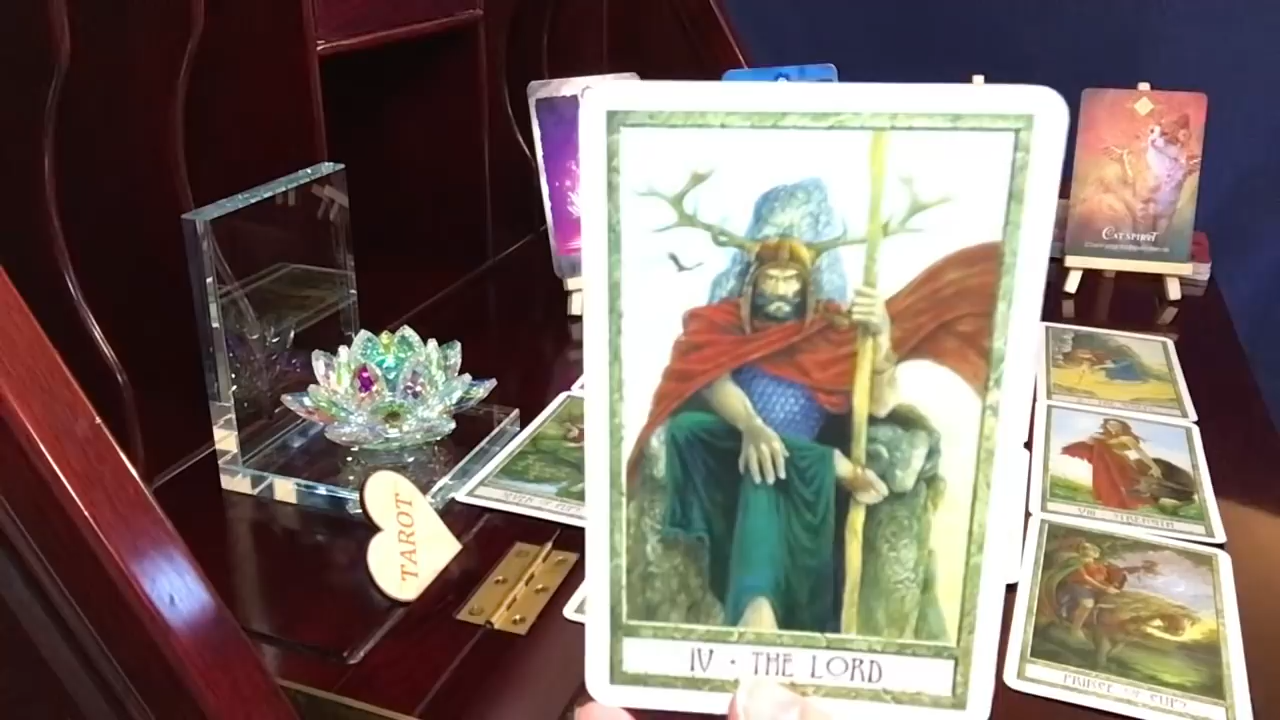 CAT SPIRIT
TAROT
VIII · STRENGTH
IV · THE LORD
PRINCE OF CUPS